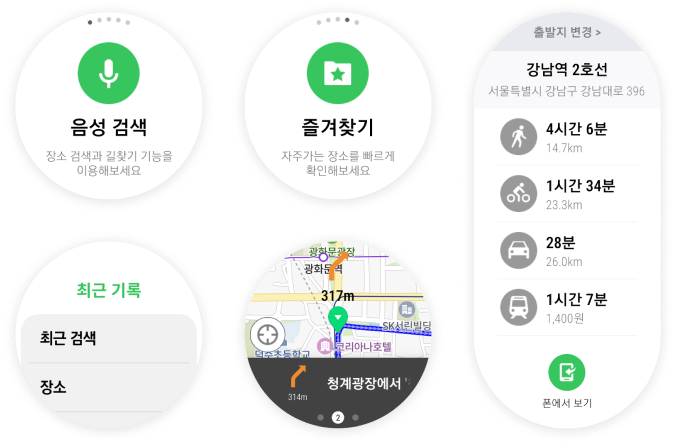 음성 검색
장소 검색과 길찾기 기능을
이용해보세요
즐겨찾기
자주가는 장소를 빠르게
확인해보세요
출발지 변경 >
강남역 2호선
서울특별시 강남구 강남대로 396
4시간 6분
14.7km
1시간 34분
23.3km
28분
26.0km
1시간 7분
1,400원
폰에서 보기
최근 기록
최근 검색
장소
광화문광장
광화문역
317m
SK서린빌딩
코리아나호텔
덕수초등학교
청계광장에서
314m
2